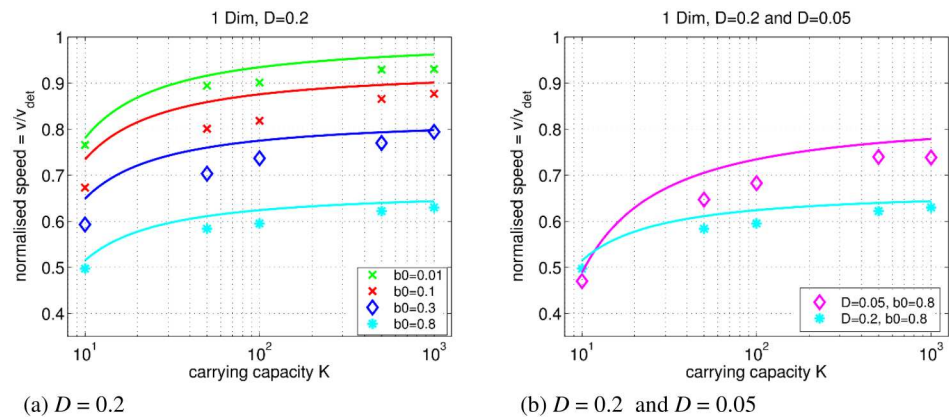 1 Dim, D=0.2
normalised speed = v/v_det
1
0.9
0.8
0.7
0.6
0.5
0.4
b0=0.01
b0=0.1
b0=0.3
b0=0.8
10^1
10^2
10^3
carrying capacity K
(a) D = 0.2
1 Dim, D=0.2 and D=0.05
normalised speed = v/v_det
1
0.9
0.8
0.7
0.6
0.5
0.4
D=0.05, b0=0.8
D=0.2, b0=0.8
10^1
10^2
10^3
carrying capacity K
(b) D = 0.2 and D = 0.05